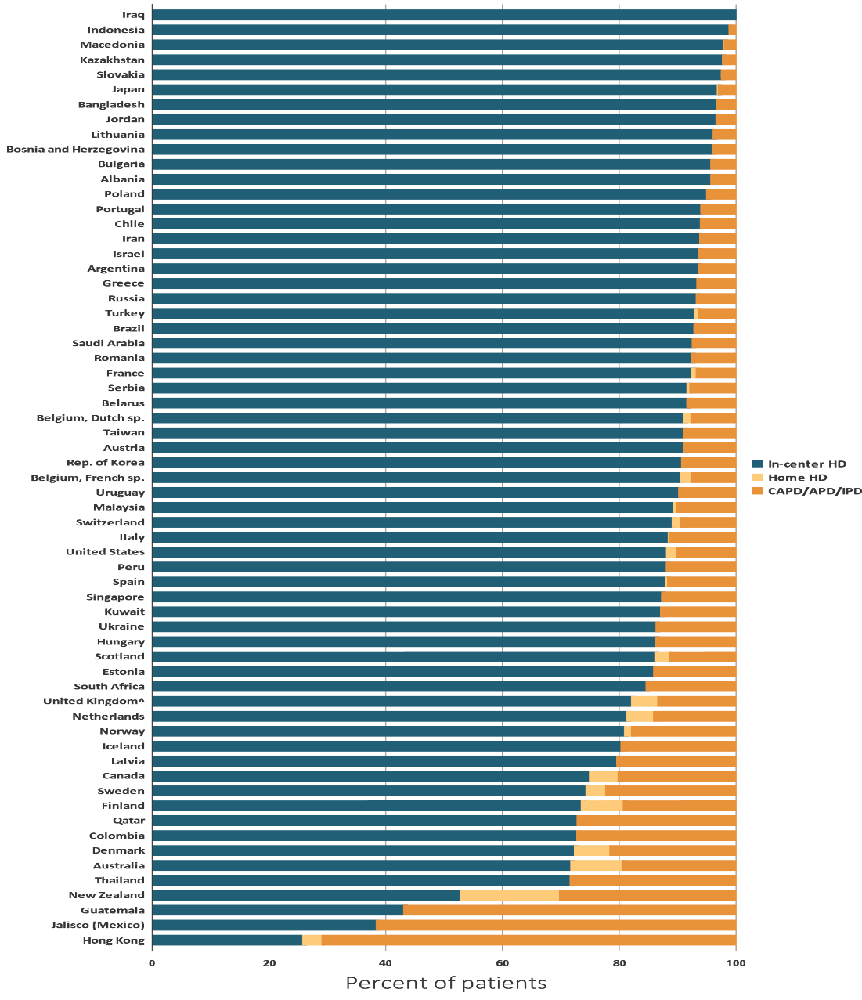 Iraq
Indonesia
Macedonia
Kazakhstan
Slovakia
Japan
Bangladesh
Jordan
Lithuania
Bosnia and Herzegovina
Bulgaria
Albania
Poland
Portugal
Chile
Iran
Israel
Argentina
Greece
Russia
Turkey
Brazil
Saudi Arabia
Romania
France
Serbia
Belarus
Belgium, Dutch sp.
Taiwan
Austria
Rep. of Korea
Belgium, French sp.
Uruguay
Malaysia
Switzerland
Italy
United States
Peru
Spain
Singapore
Kuwait
Ukraine
Hungary
Scotland
Estonia
South Africa
United Kingdom^
Netherlands
Norway
Iceland
Latvia
Canada
Sweden
Finland
Qatar
Colombia
Denmark
Australia
Thailand
New Zealand
Guatemala
Jalisco (Mexico)
Hong Kong
In-center HD
Home HD
CAPD/APD/IPD
0 20 40 60 80 100
Percent of patients